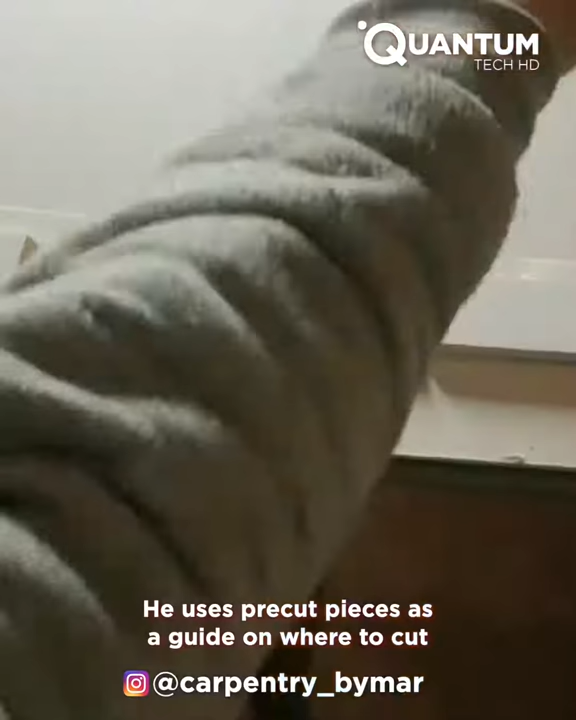 QUANTUM
TECH HD
He uses precut pieces as
a guide on where to cut
@carpentry_bymar